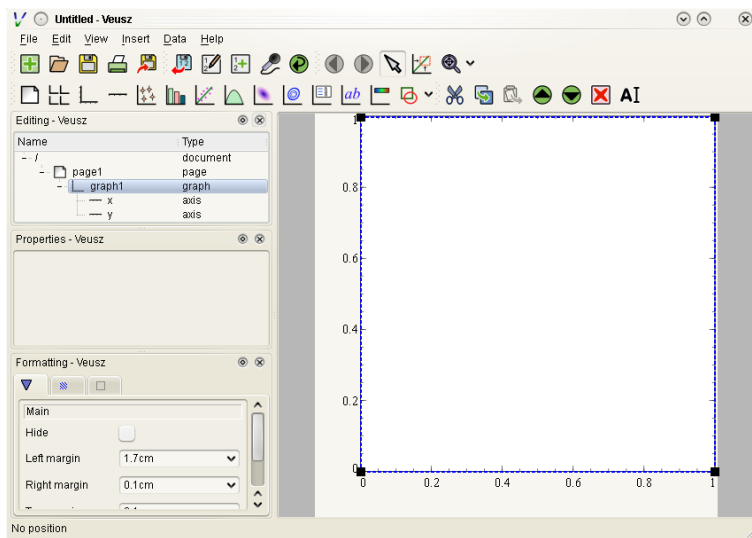 Untitled - Veusz
File Edit View Insert Data Help
ab
AI
Editing - Veusz
Name Type
/ document
page1 page
graph1 graph
x axis
y axis
Properties - Veusz
Formatting - Veusz
Main
Hide
Left margin 1.7cm
Right margin 0.1cm
No position
1
0.8
0.6
0.4
0.2
0
0 0.2 0.4 0.6 0.8 1